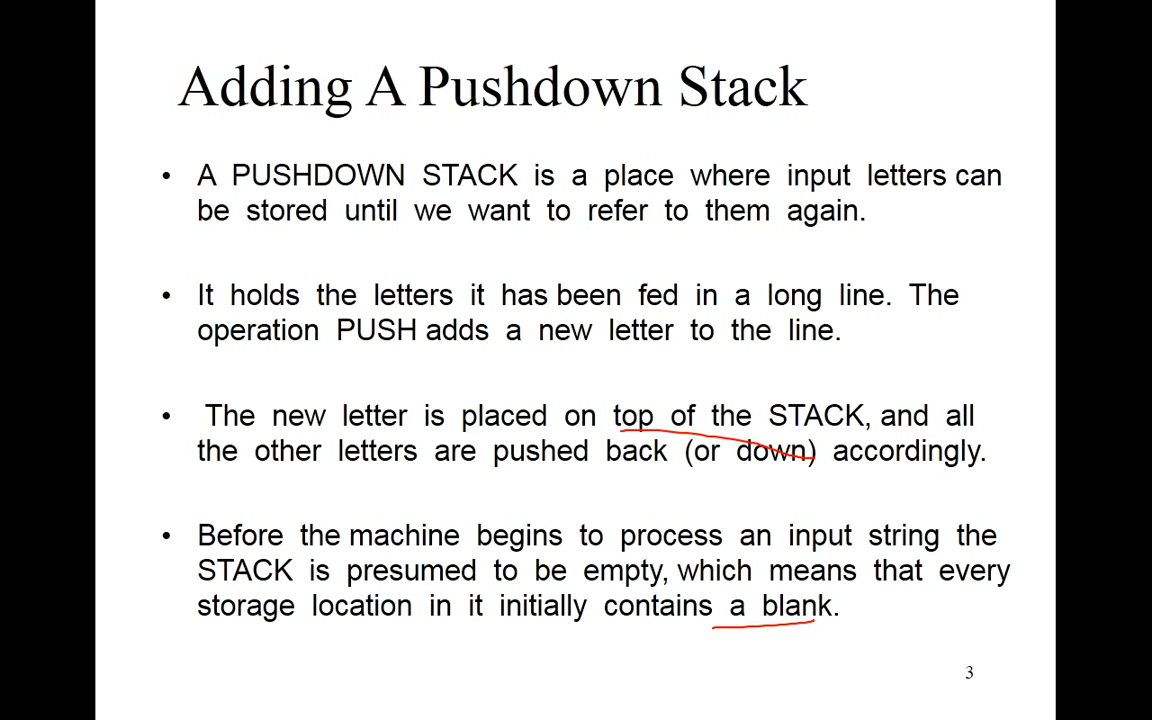 Adding A Pushdown Stack
• A PUSHDOWN STACK is a place where input letters can
be stored until we want to refer to them again.
• It holds the letters it has been fed in a long line. The
operation PUSH adds a new letter to the line.
• The new letter is placed on top of the STACK, and all
the other letters are pushed back (or down) accordingly.
• Before the machine begins to process an input string the
STACK is presumed to be empty, which means that every
storage location in it initially contains a blank.
3